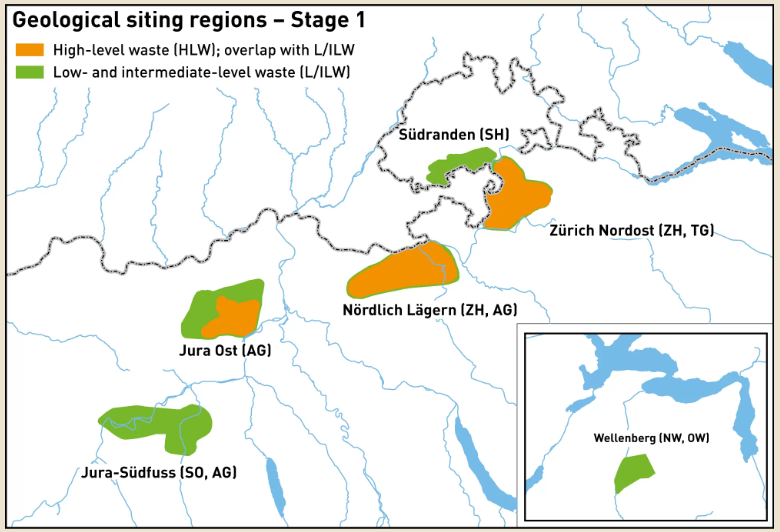 Geological siting regions – Stage 1
High-level waste (HLW); overlap with L/ILW
Low- and intermediate-level waste (L/ILW)
Südranden (SH)
Zürich Nordost (ZH, TG)
Nördlich Lägern (ZH, AG)
Jura Ost (AG)
Wellenberg (NW, OW)
Jura-Südfuss (SO, AG)